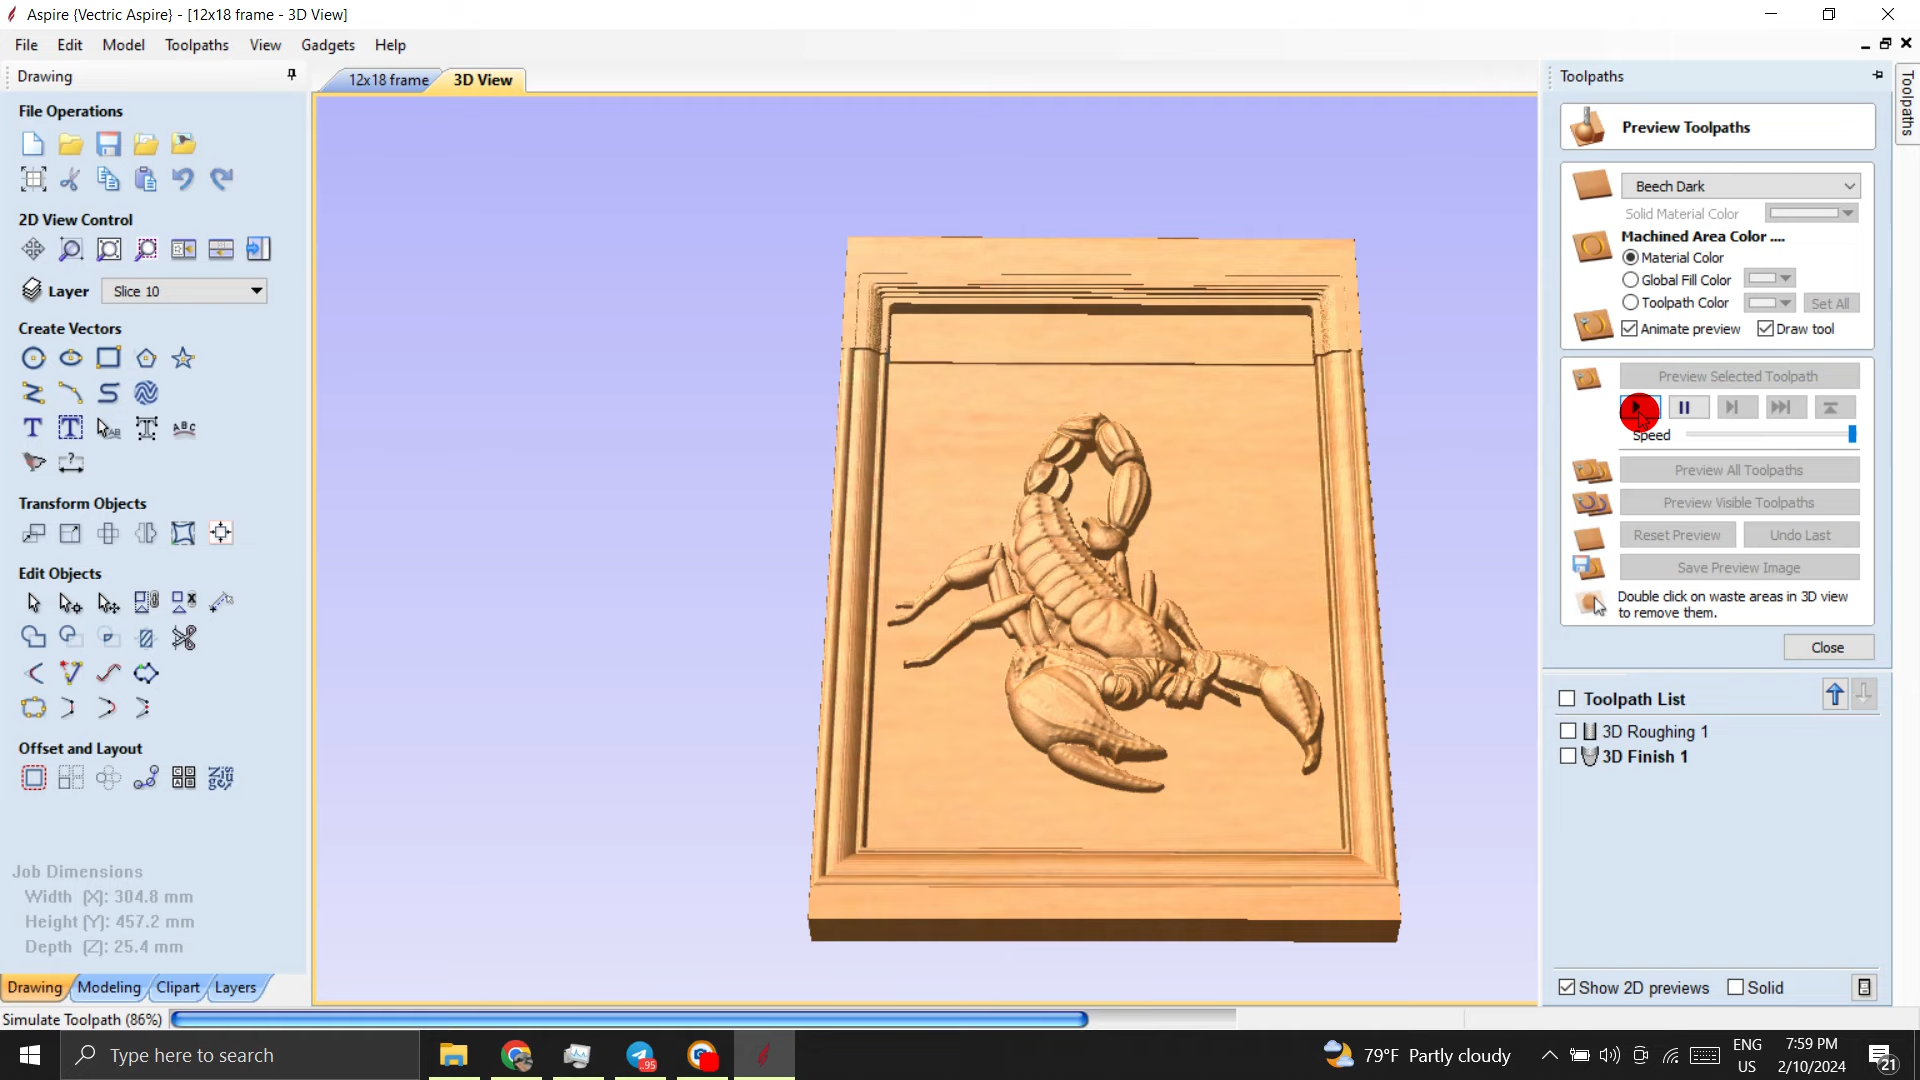 Aspire {Vectric Aspire} - [12x18 frame - 3D View]
File Edit Model Toolpaths View Gadgets Help
Drawing
File Operations
2D View Control
Layer Slice 10
Create Vectors
Transform Objects
Edit Objects
Offset and Layout
Job Dimensions
Width (X): 304.8 mm
Height (Y): 457.2 mm
Depth (Z): 25.4 mm
Drawing Modeling Clipart Layers
12x18 frame 3D View
Toolpaths
Toolpaths
Preview Toolpaths
Beech Dark
Solid Material Color
Machined Area Color ....
Material Color
Global Fill Color
Toolpath Color Set All
Animate preview Draw tool
Preview Selected Toolpath
Speed
Preview All Toolpaths
Preview Visible Toolpaths
Reset Preview Undo Last
Save Preview Image
Double click on waste areas in 3D view
to remove them.
Close
Toolpath List
3D Roughing 1
3D Finish 1
Show 2D previews Solid
Simulate Toolpath (86%)
Type here to search
95
79°F Partly cloudy
ENG
US
7:59 PM
2/10/2024
21